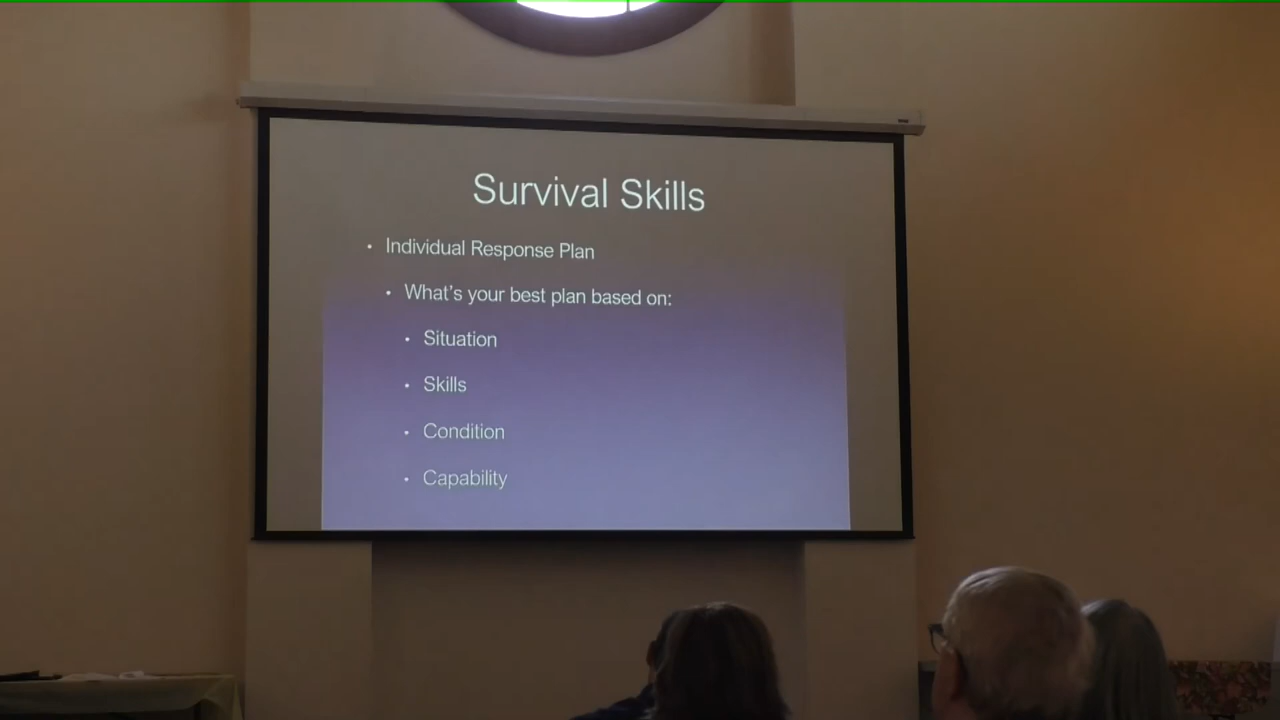 Survival Skills
• Individual Response Plan
• What's your best plan based on:
• Situation
• Skills
• Condition
• Capability